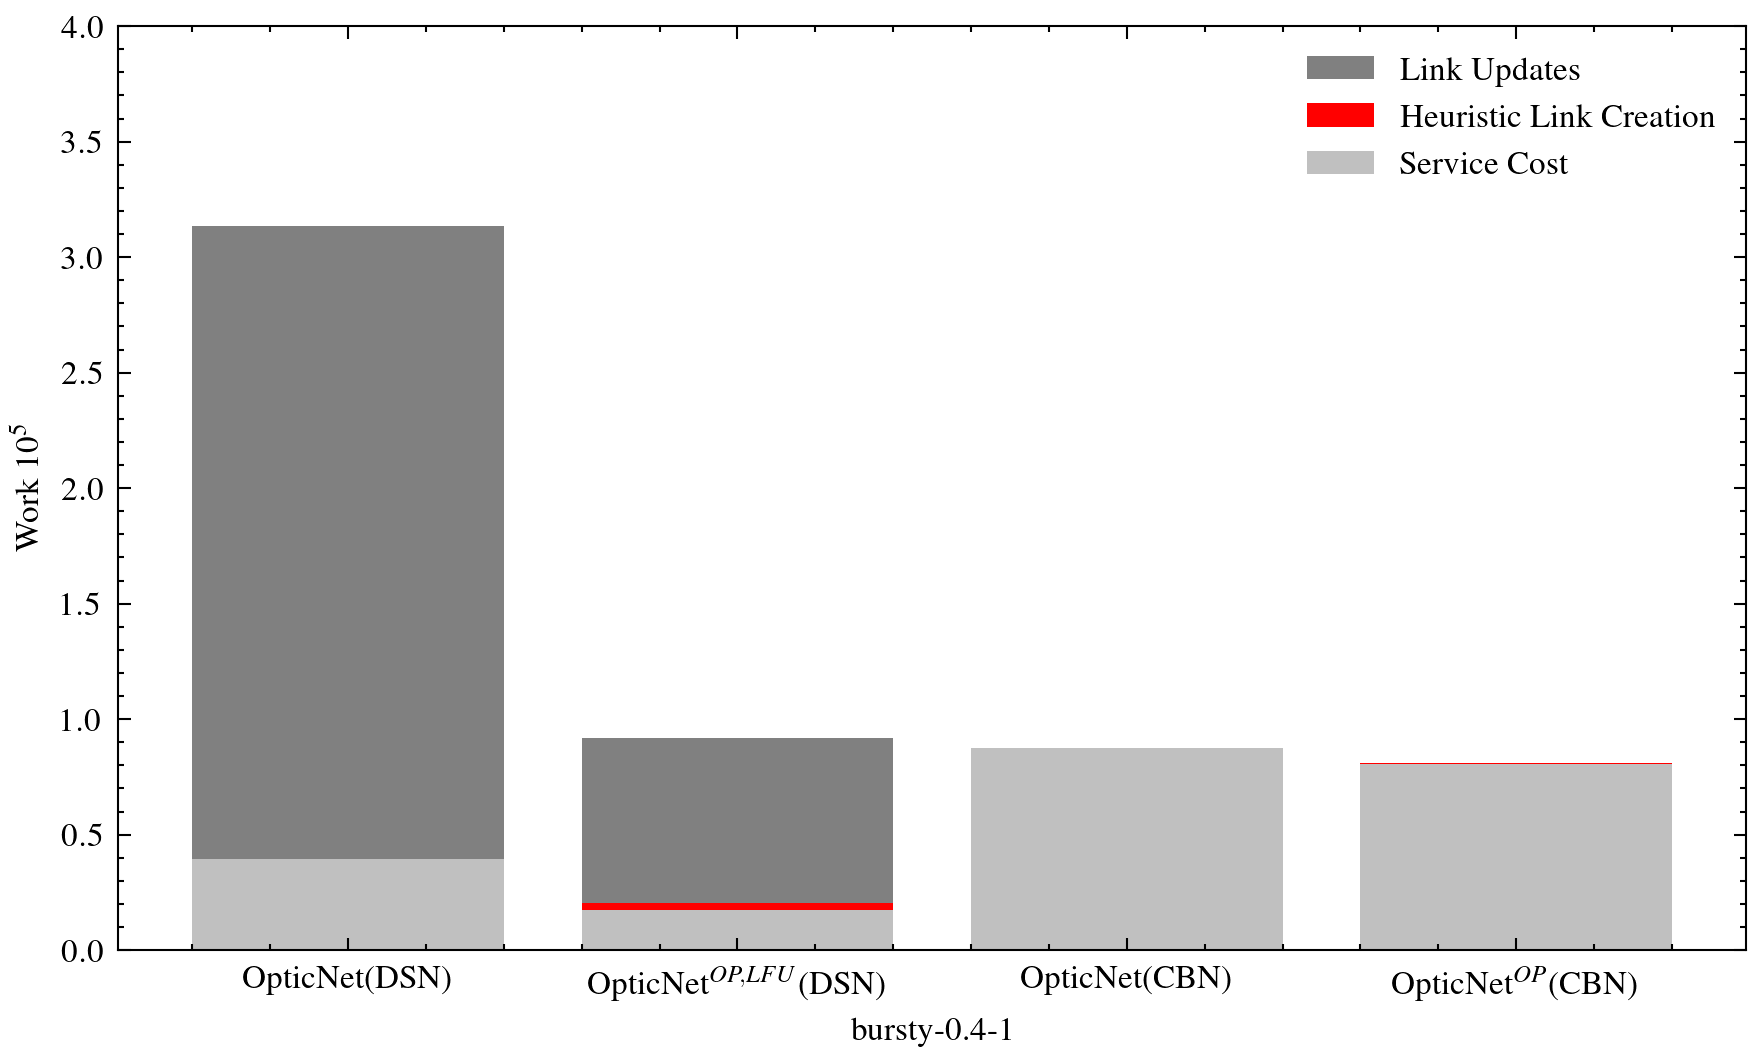 4.0
3.5
3.0
2.5
2.0
1.5
1.0
0.5
0.0
Work 10⁵
Link Updates
Heuristic Link Creation
Service Cost
OpticNet(DSN)
OpticNet^{OP,LFU}(DSN)
OpticNet(CBN)
OpticNet^{OP}(CBN)
bursty-0.4-1